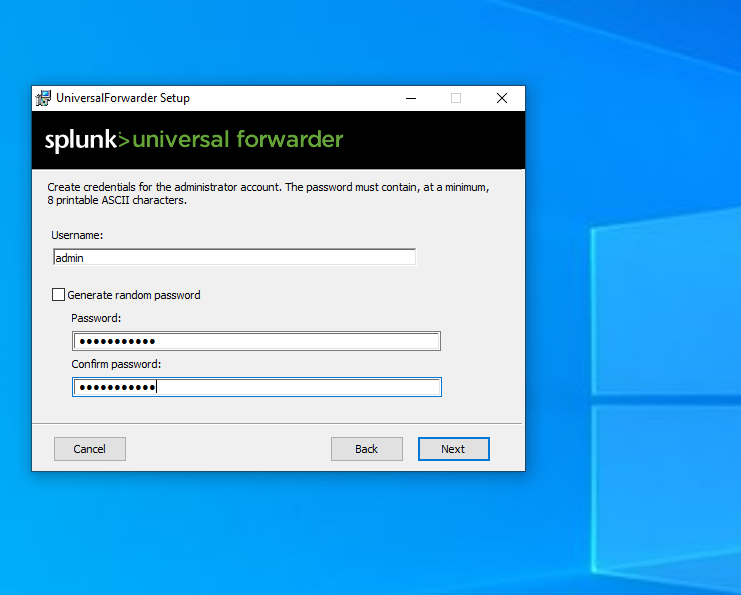 UniversalForwarder Setup
splunk>universal forwarder
Create credentials for the administrator account. The password must contain, at a minimum,
8 printable ASCII characters.
Username:
admin
Generate random password
Password:
•••••••••••
Confirm password:
•••••••••••
Cancel
Back
Next